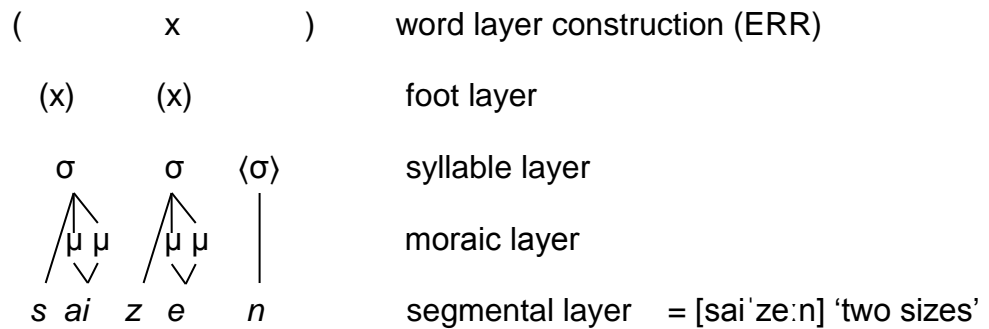 ( x ) word layer construction (ERR)
(x) (x) foot layer
σ σ ⟨σ⟩ syllable layer
μ μ μ μ moraic layer
s ai z e n segmental layer = [saiˈzeːn] ‘two sizes’